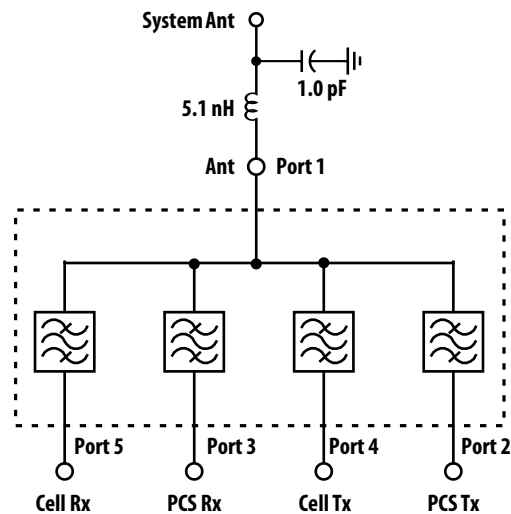 System Ant
1.0 pF
5.1 nH
Ant Port 1
Port 5 Port 3 Port 4 Port 2
Cell Rx PCS Rx Cell Tx PCS Tx